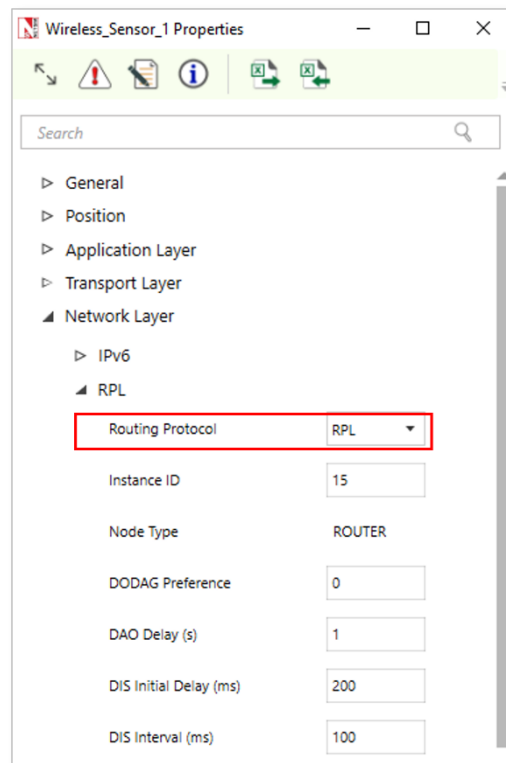 Wireless_Sensor_1 Properties
Search
General
Position
Application Layer
Transport Layer
Network Layer
IPv6
RPL
Routing Protocol RPL
Instance ID 15
Node Type ROUTER
DODAG Preference 0
DAO Delay (s) 1
DIS Initial Delay (ms) 200
DIS Interval (ms) 100